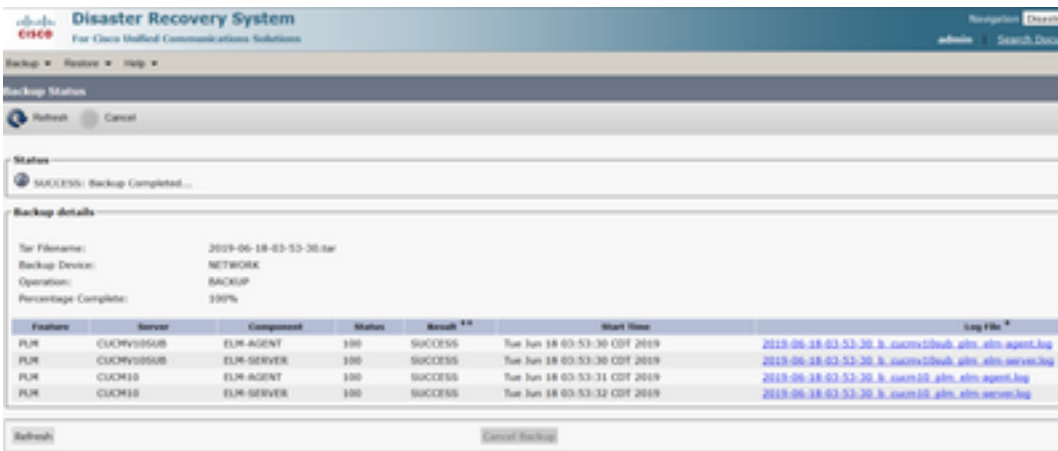 cisco
Disaster Recovery System
For Cisco Unified Communications Solutions
Navigation
admin | Search
Backup Restore Help
Backup Status
Refresh Cancel
Status
SUCCESS: Backup Completed...
Backup details
Tar Filename: 2019-06-18-03-53-30.tar
Backup Device: NETWORK
Operation: BACKUP
Percentage Complete: 100%
Feature Server Component Status Result ** Start Time Log File *
PLM CUCMV10SUB ELM-AGENT 100 SUCCESS Tue Jun 18 03:53:30 CDT 2019 2019-06-18-03-53-30_b_cucmv10sub_plm_elm-agent.log
PLM CUCMV10SUB ELM-SERVER 100 SUCCESS Tue Jun 18 03:53:30 CDT 2019 2019-06-18-03-53-30_b_cucmv10sub_plm_elm-server.log
PLM CUCM10 ELM-AGENT 100 SUCCESS Tue Jun 18 03:53:31 CDT 2019 2019-06-18-03-53-30_b_cucm10_plm_elm-agent.log
PLM CUCM10 ELM-SERVER 100 SUCCESS Tue Jun 18 03:53:32 CDT 2019 2019-06-18-03-53-30_b_cucm10_plm_elm-server.log
Refresh Cancel Backup